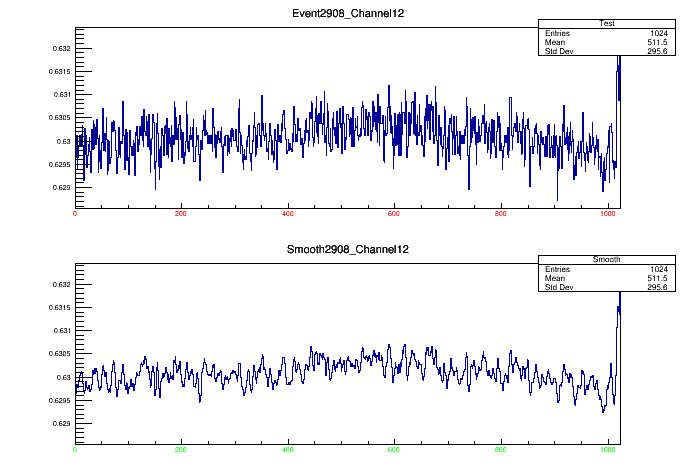 Event2908_Channel12
Test
Entries 1024
Mean 511.5
Std Dev 295.6
0.632
0.6315
0.631
0.6305
0.63
0.6295
0.629
0 200 400 600 800 1000
Smooth2908_Channel12
Smooth
Entries 1024
Mean 511.5
Std Dev 295.6
0.632
0.6315
0.631
0.6305
0.63
0.6295
0.629
0 200 400 600 800 1000